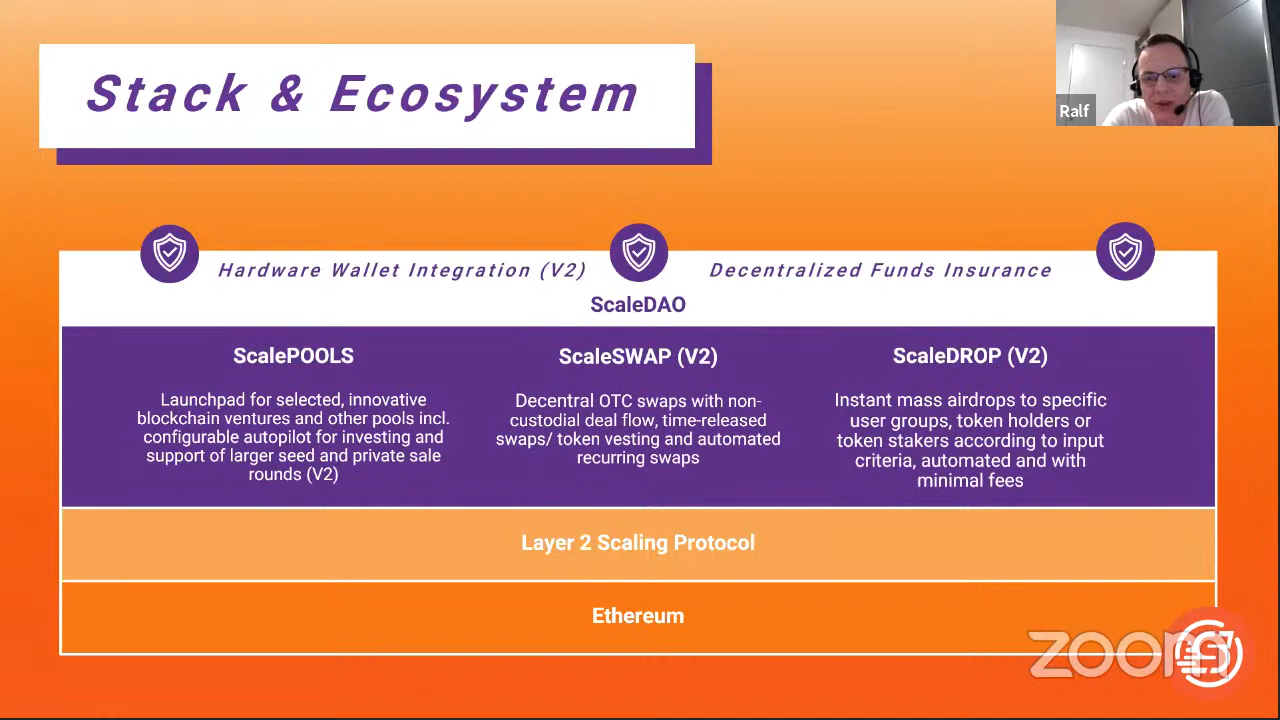 Stack & Ecosystem
Ralf
Hardware Wallet Integration (V2)
Decentralized Funds Insurance
ScaleDAO
ScalePOOLS
Launchpad for selected, innovative
blockchain ventures and other pools incl.
configurable autopilot for investing and
support of larger seed and private sale
rounds (V2)
ScaleSWAP (V2)
Decentral OTC swaps with non-
custodial deal flow, time-released
swaps/ token vesting and automated
recurring swaps
ScaleDROP (V2)
Instant mass airdrops to specific
user groups, token holders or
token stakers according to input
criteria, automated and with
minimal fees
Layer 2 Scaling Protocol
Ethereum
zoom